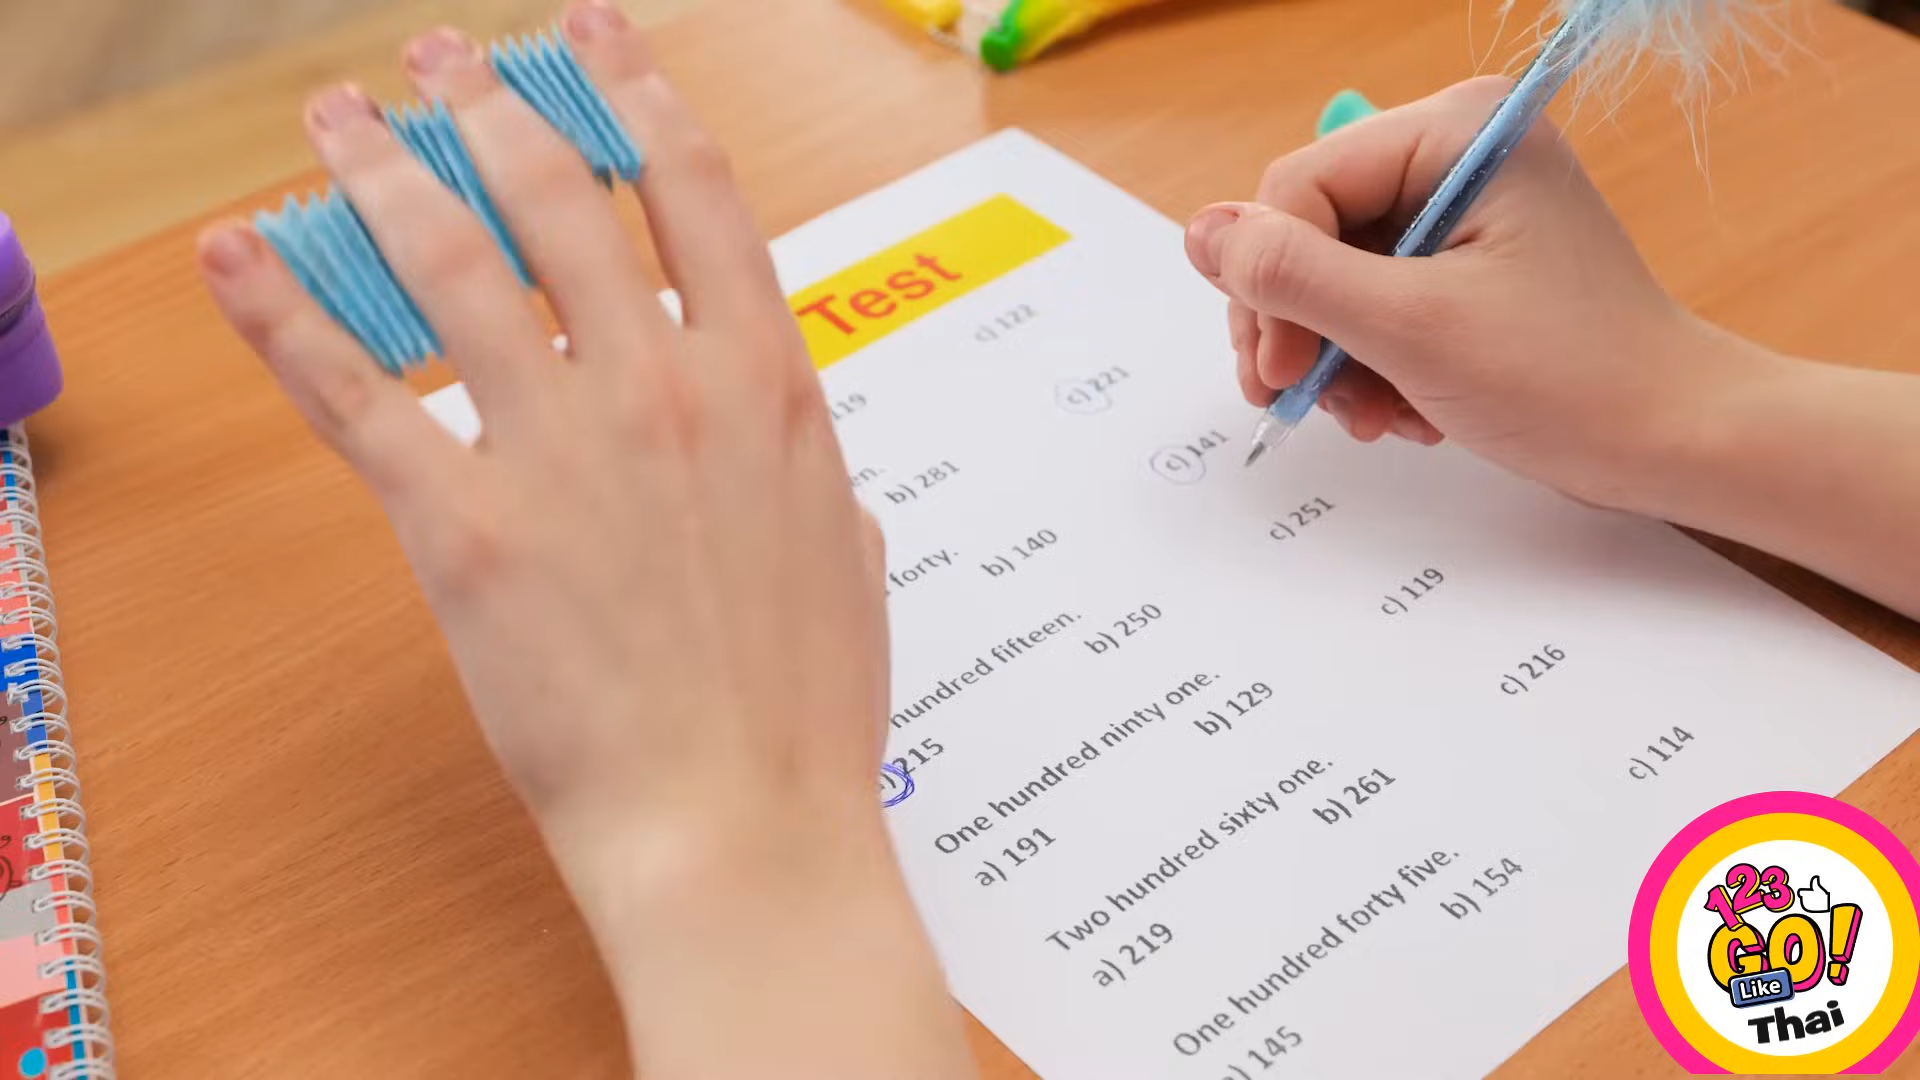 Test
c) 122
119
c) 221
en.
b) 281
c) 141
forty.
b) 140
c) 251
hundred fifteen.
215
b) 250
c) 119
One hundred ninty one.
a) 191
b) 129
c) 216
Two hundred sixty one.
a) 219
b) 261
c) 114
One hundred forty five.
) 145
b) 154
123
GO!
Like
Thai